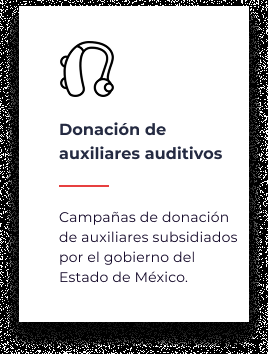 Donación de
auxiliares auditivos
Campañas de donación
de auxiliares subsidiados
por el gobierno del
Estado de México.